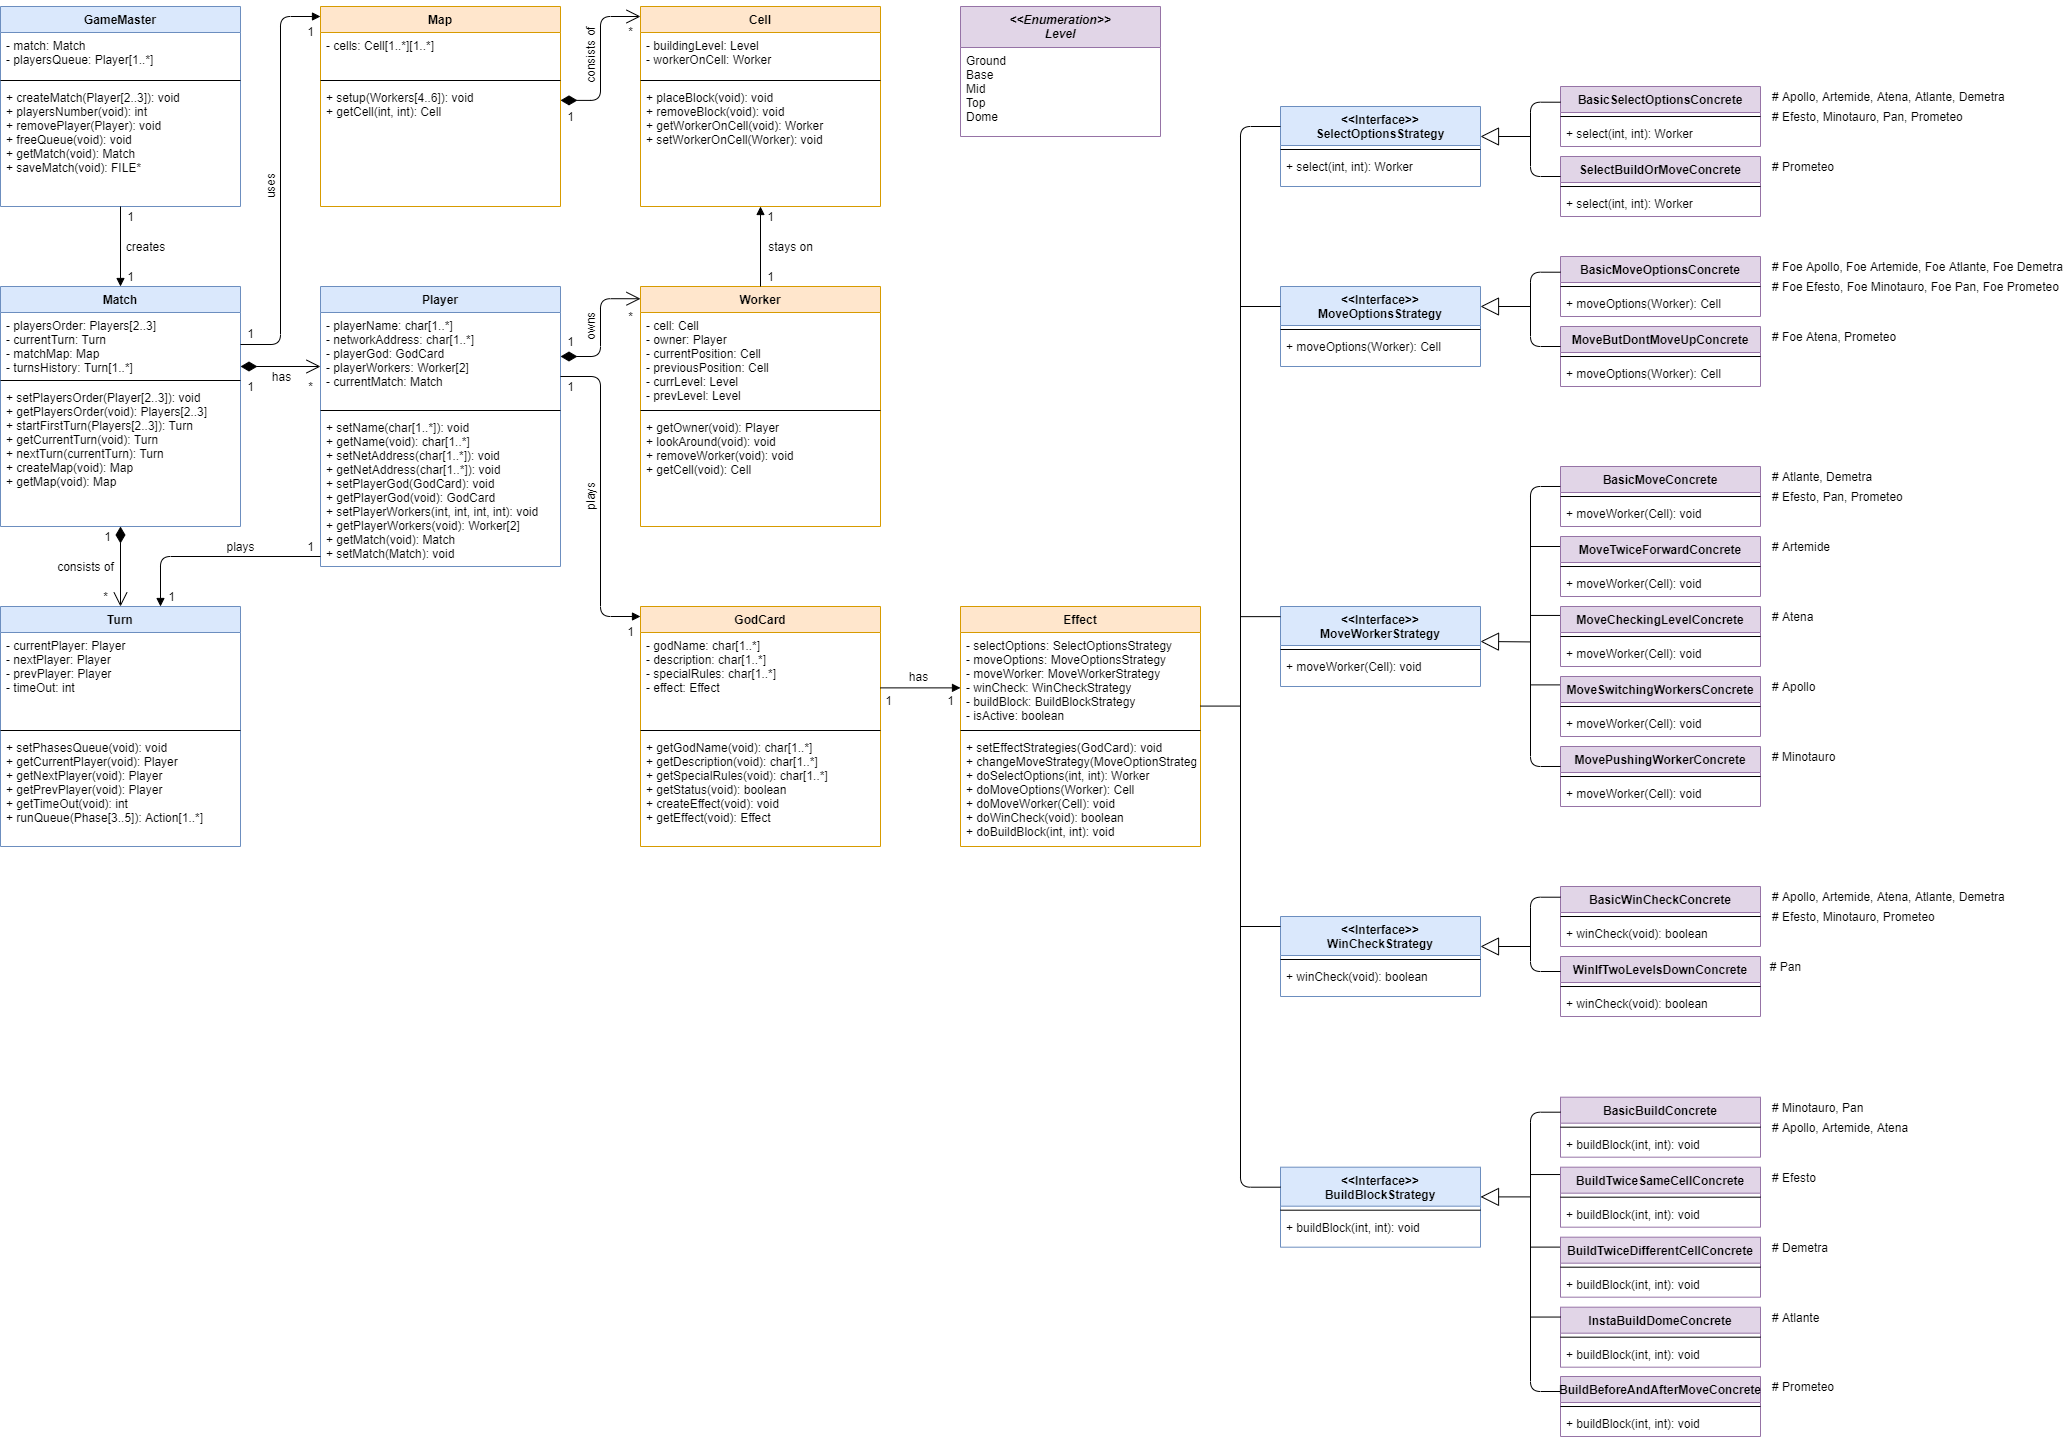 GameMaster
- match: Match
- playersQueue: Player[1..*]
+ createMatch(Player[2..3]): void
+ playersNumber(void): int
+ removePlayer(Player): void
+ freeQueue(void): void
+ getMatch(void): Match
+ saveMatch(void): FILE*
1
creates
1
uses
1
1
Map
- cells: Cell[1..*][1..*]
+ setup(Workers[4..6]): void
+ getCell(int, int): Cell
consists of
1
*
Cell
- buildingLevel: Level
- workerOnCell: Worker
+ placeBlock(void): void
+ removeBlock(void): void
+ getWorkerOnCell(void): Worker
+ setWorkerOnCell(Worker): void
1
stays on
1
<<Enumeration>>
Level
Ground
Base
Mid
Top
Dome
Match
- playersOrder: Players[2..3]
- currentTurn: Turn
- matchMap: Map
- turnsHistory: Turn[1..*]
+ setPlayersOrder(Player[2..3]): void
+ getPlayersOrder(void): Players[2..3]
+ startFirstTurn(Players[2..3]): Turn
+ getCurrentTurn(void): Turn
+ nextTurn(currentTurn): Turn
+ createMap(void): Map
+ getMap(void): Map
1
has
*
Player
- playerName: char[1..*]
- networkAddress: char[1..*]
- playerGod: GodCard
- playerWorkers: Worker[2]
- currentMatch: Match
+ setName(char[1..*]): void
+ getName(void): char[1..*]
+ setNetAddress(char[1..*]): void
+ getNetAddress(char[1..*]): void
+ setPlayerGod(GodCard): void
+ getPlayerGod(void): GodCard
+ setPlayerWorkers(int, int, int, int): void
+ getPlayerWorkers(void): Worker[2]
+ getMatch(void): Match
+ setMatch(Match): void
1
owns
*
1
plays
1
Worker
- cell: Cell
- owner: Player
- currentPosition: Cell
- previousPosition: Cell
- currLevel: Level
- prevLevel: Level
+ getOwner(void): Player
+ lookAround(void): void
+ removeWorker(void): void
+ getCell(void): Cell
1
consists of
*
plays
1
1
Turn
- currentPlayer: Player
- nextPlayer: Player
- prevPlayer: Player
- timeOut: int
+ setPhasesQueue(void): void
+ getCurrentPlayer(void): Player
+ getNextPlayer(void): Player
+ getPrevPlayer(void): Player
+ getTimeOut(void): int
+ runQueue(Phase[3..5]): Action[1..*]
GodCard
- godName: char[1..*]
- description: char[1..*]
- specialRules: char[1..*]
- effect: Effect
+ getGodName(void): char[1..*]
+ getDescription(void): char[1..*]
+ getSpecialRules(void): char[1..*]
+ getStatus(void): boolean
+ createEffect(void): void
+ getEffect(void): Effect
has
1
1
Effect
- selectOptions: SelectOptionsStrategy
- moveOptions: MoveOptionsStrategy
- moveWorker: MoveWorkerStrategy
- winCheck: WinCheckStrategy
- buildBlock: BuildBlockStrategy
- isActive: boolean
+ setEffectStrategies(GodCard): void
+ changeMoveStrategy(MoveOptionStrateg
+ doSelectOptions(int, int): Worker
+ doMoveOptions(Worker): Cell
+ doMoveWorker(Cell): void
+ doWinCheck(void): boolean
+ doBuildBlock(int, int): void
<<Interface>>
SelectOptionsStrategy
+ select(int, int): Worker
BasicSelectOptionsConcrete
+ select(int, int): Worker
# Apollo, Artemide, Atena, Atlante, Demetra
# Efesto, Minotauro, Pan, Prometeo
SelectBuildOrMoveConcrete
+ select(int, int): Worker
# Prometeo
<<Interface>>
MoveOptionsStrategy
+ moveOptions(Worker): Cell
BasicMoveOptionsConcrete
+ moveOptions(Worker): Cell
# Foe Apollo, Foe Artemide, Foe Atlante, Foe Demetra
# Foe Efesto, Foe Minotauro, Foe Pan, Foe Prometeo
MoveButDontMoveUpConcrete
+ moveOptions(Worker): Cell
# Foe Atena, Prometeo
<<Interface>>
MoveWorkerStrategy
+ moveWorker(Cell): void
BasicMoveConcrete
+ moveWorker(Cell): void
# Atlante, Demetra
# Efesto, Pan, Prometeo
MoveTwiceForwardConcrete
+ moveWorker(Cell): void
# Artemide
MoveCheckingLevelConcrete
+ moveWorker(Cell): void
# Atena
MoveSwitchingWorkersConcrete
+ moveWorker(Cell): void
# Apollo
MovePushingWorkerConcrete
+ moveWorker(Cell): void
# Minotauro
<<Interface>>
WinCheckStrategy
+ winCheck(void): boolean
BasicWinCheckConcrete
+ winCheck(void): boolean
# Apollo, Artemide, Atena, Atlante, Demetra
# Efesto, Minotauro, Prometeo
WinIfTwoLevelsDownConcrete
+ winCheck(void): boolean
# Pan
<<Interface>>
BuildBlockStrategy
+ buildBlock(int, int): void
BasicBuildConcrete
+ buildBlock(int, int): void
# Minotauro, Pan
# Apollo, Artemide, Atena
BuildTwiceSameCellConcrete
+ buildBlock(int, int): void
# Efesto
BuildTwiceDifferentCellConcrete
+ buildBlock(int, int): void
# Demetra
InstaBuildDomeConcrete
+ buildBlock(int, int): void
# Atlante
BuildBeforeAndAfterMoveConcrete
+ buildBlock(int, int): void
# Prometeo